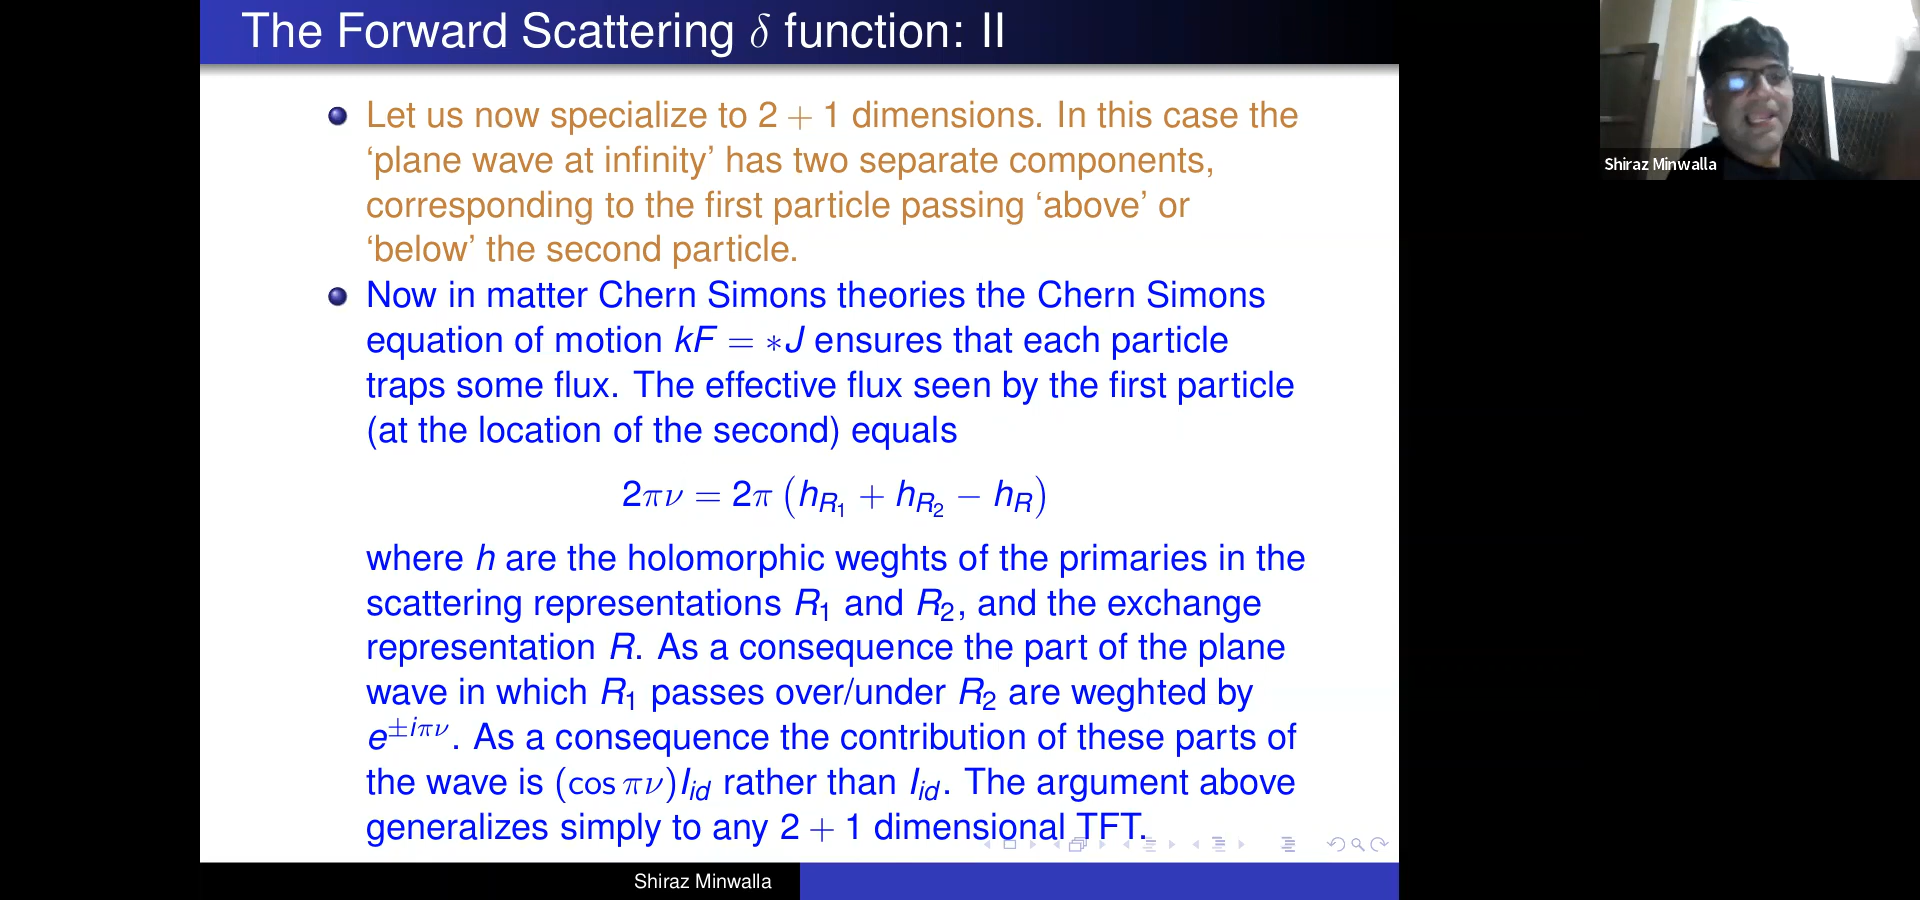 The Forward Scattering δ function: II
Let us now specialize to 2 + 1 dimensions. In this case the
‘plane wave at infinity’ has two separate components,
corresponding to the first particle passing ‘above’ or
‘below’ the second particle.
Now in matter Chern Simons theories the Chern Simons
equation of motion kF = ∗J ensures that each particle
traps some flux. The effective flux seen by the first particle
(at the location of the second) equals
2πν = 2π (h_{R_1} + h_{R_2} − h_R)
where h are the holomorphic weghts of the primaries in the
scattering representations R_1 and R_2, and the exchange
representation R. As a consequence the part of the plane
wave in which R_1 passes over/under R_2 are weghted by
e^{±iπν}. As a consequence the contribution of these parts of
the wave is (cos πν)I_{id} rather than I_{id}. The argument above
generalizes simply to any 2 + 1 dimensional TFT.
Shiraz Minwalla
Shiraz Minwalla